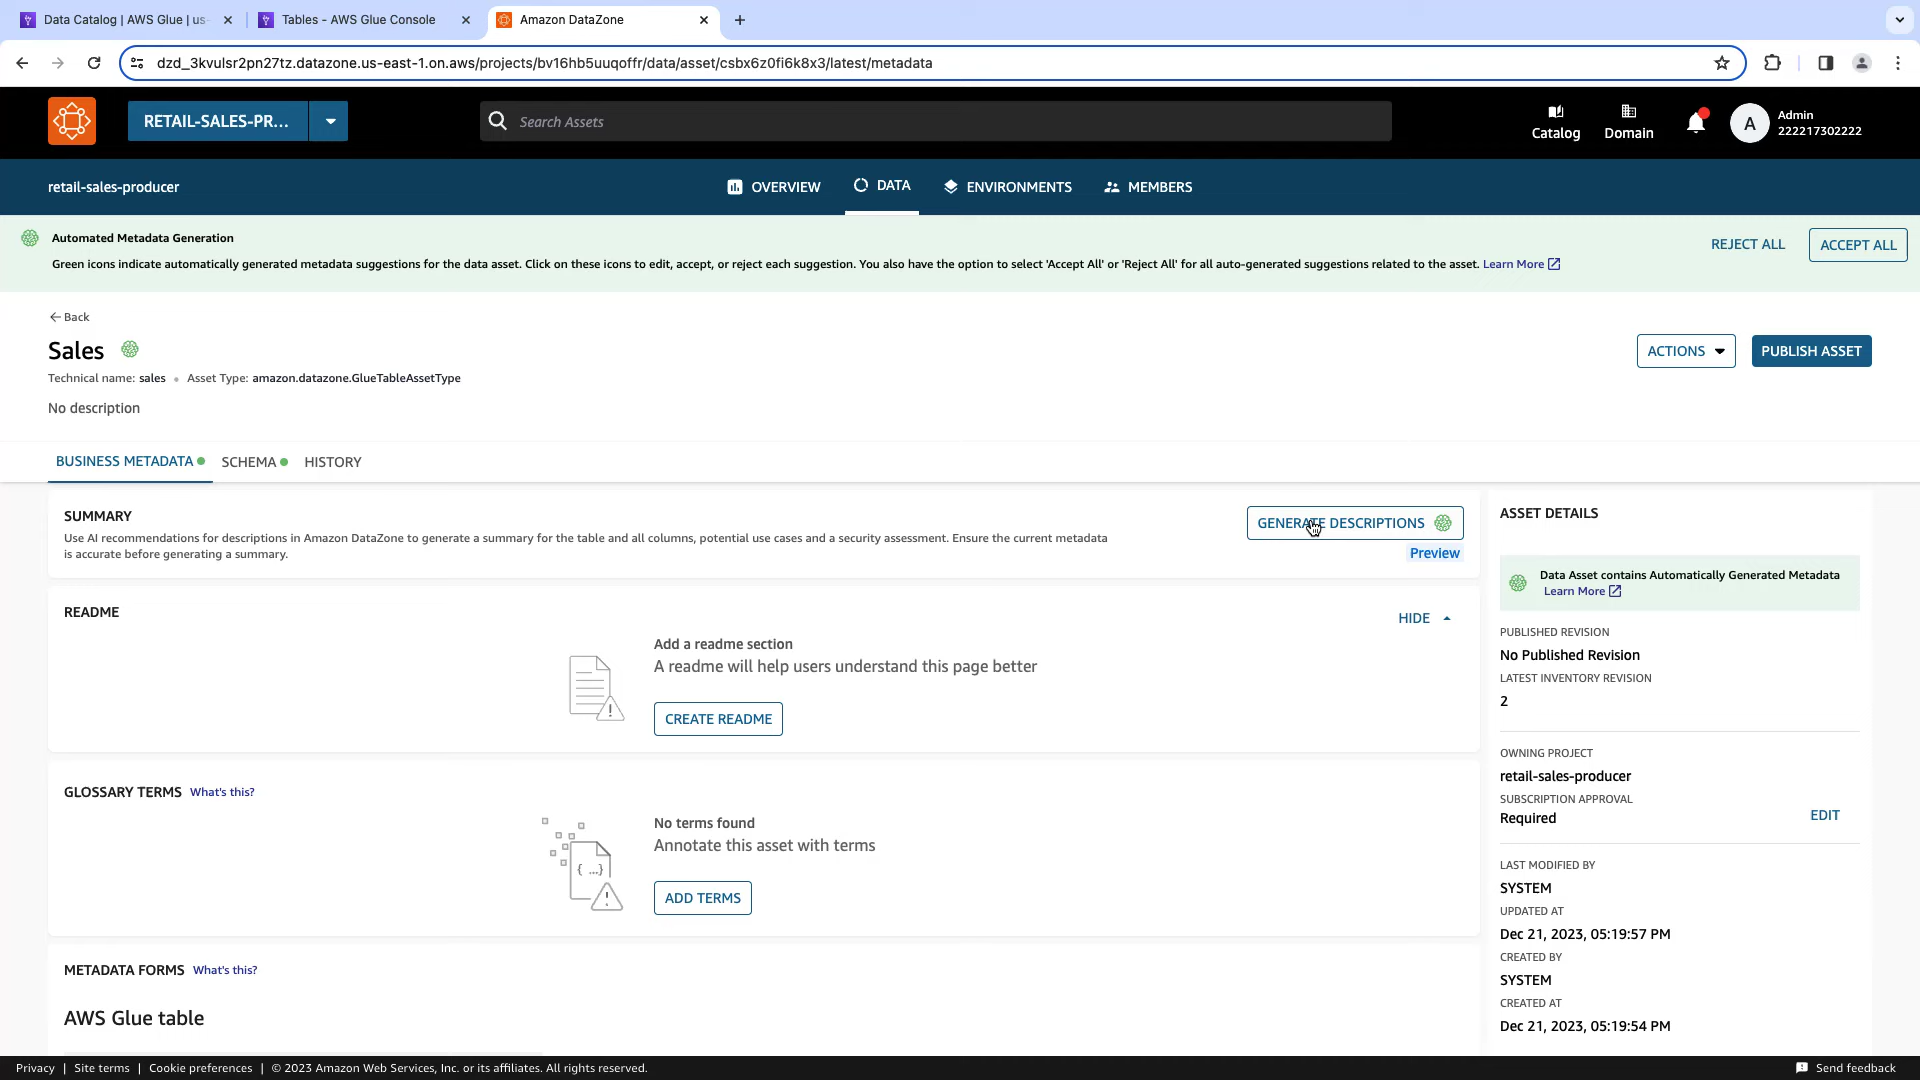 Data Catalog | AWS Glue | us-
Tables - AWS Glue Console
Amazon DataZone
dzd_3kvulsr2pn27tz.datazone.us-east-1.on.aws/projects/bv16hb5uuqoffr/data/asset/csbx6z0fi6k8x3/latest/metadata
RETAIL-SALES-PR...
Search Assets
Catalog
Domain
A
Admin
222217302222
retail-sales-producer
OVERVIEW
DATA
ENVIRONMENTS
MEMBERS
Automated Metadata Generation
Green icons indicate automatically generated metadata suggestions for the data asset. Click on these icons to edit, accept, or reject each suggestion. You also have the option to select 'Accept All' or 'Reject All' for all auto-generated suggestions related to the asset. Learn More
REJECT ALL
ACCEPT ALL
Back
Sales
Technical name: sales • Asset Type: amazon.datazone.GlueTableAssetType
No description
ACTIONS
PUBLISH ASSET
BUSINESS METADATA
SCHEMA
HISTORY
SUMMARY
Use AI recommendations for descriptions in Amazon DataZone to generate a summary for the table and all columns, potential use cases and a security assessment. Ensure the current metadata
is accurate before generating a summary.
GENERATE DESCRIPTIONS
Preview
README
HIDE
Add a readme section
A readme will help users understand this page better
CREATE README
GLOSSARY TERMS What's this?
No terms found
Annotate this asset with terms
{ ...}
ADD TERMS
METADATA FORMS What's this?
AWS Glue table
ASSET DETAILS
Data Asset contains Automatically Generated Metadata
Learn More
PUBLISHED REVISION
No Published Revision
LATEST INVENTORY REVISION
2
OWNING PROJECT
retail-sales-producer
SUBSCRIPTION APPROVAL
Required
EDIT
LAST MODIFIED BY
SYSTEM
UPDATED AT
Dec 21, 2023, 05:19:57 PM
CREATED BY
SYSTEM
CREATED AT
Dec 21, 2023, 05:19:54 PM
Privacy | Site terms | Cookie preferences | © 2023 Amazon Web Services, Inc. or its affiliates. All rights reserved.
Send feedback